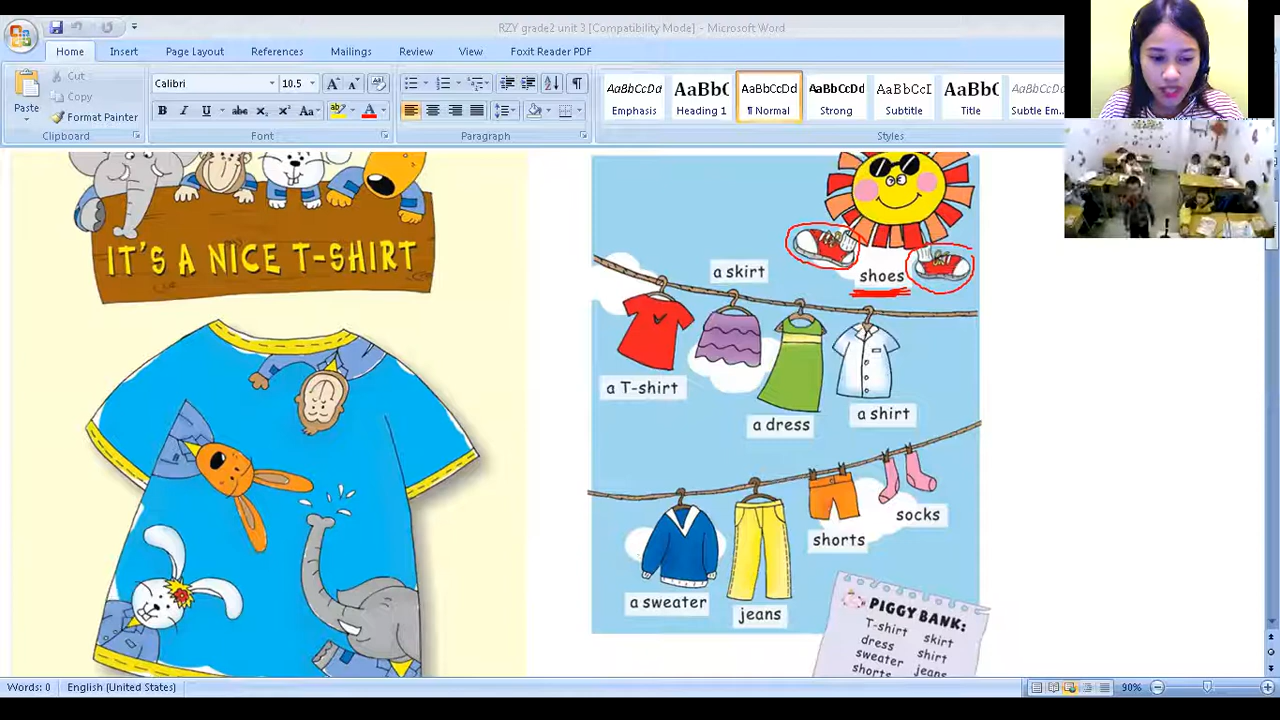 RZY grade2 unit 3 [Compatibility Mode] - Microsoft Word
Home Insert Page Layout References Mailings Review View Foxit Reader PDF
Paste
Cut
Copy
Format Painter
Calibri 10.5
AaBbCcDd AaBbC AaBbCcDd AaBbCcDd AaBbCcI AaBbC AaBbCcDd
Emphasis Heading 1 ¶ Normal Strong Subtitle Title Subtle Em...
Clipboard Font Paragraph Styles
IT'S A NICE T-SHIRT
a skirt
shoes
a T-shirt
a dress
a shirt
socks
shorts
a sweater
jeans
PIGGY BANK:
T-shirt skirt
dress shirt
sweater jeans
shorts
Words: 0 English (United States) 90%